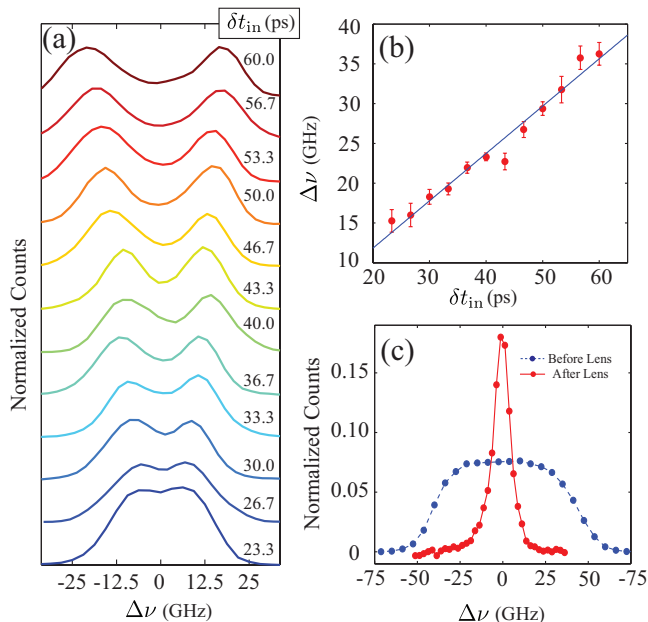 (a)
δt_in (ps)
60.0
56.7
53.3
50.0
46.7
43.3
40.0
36.7
33.3
30.0
26.7
23.3
Normalized Counts
-25 -12.5 0 12.5 25
Δν (GHz)
(b)
40
35
30
25
20
15
10
Δν (GHz)
20 30 40 50 60
δt_in (ps)
(c)
Before Lens
After Lens
0.15
0.10
0.05
0
Normalized Counts
-75 -50 -25 0 25 -50 -75
Δν (GHz)